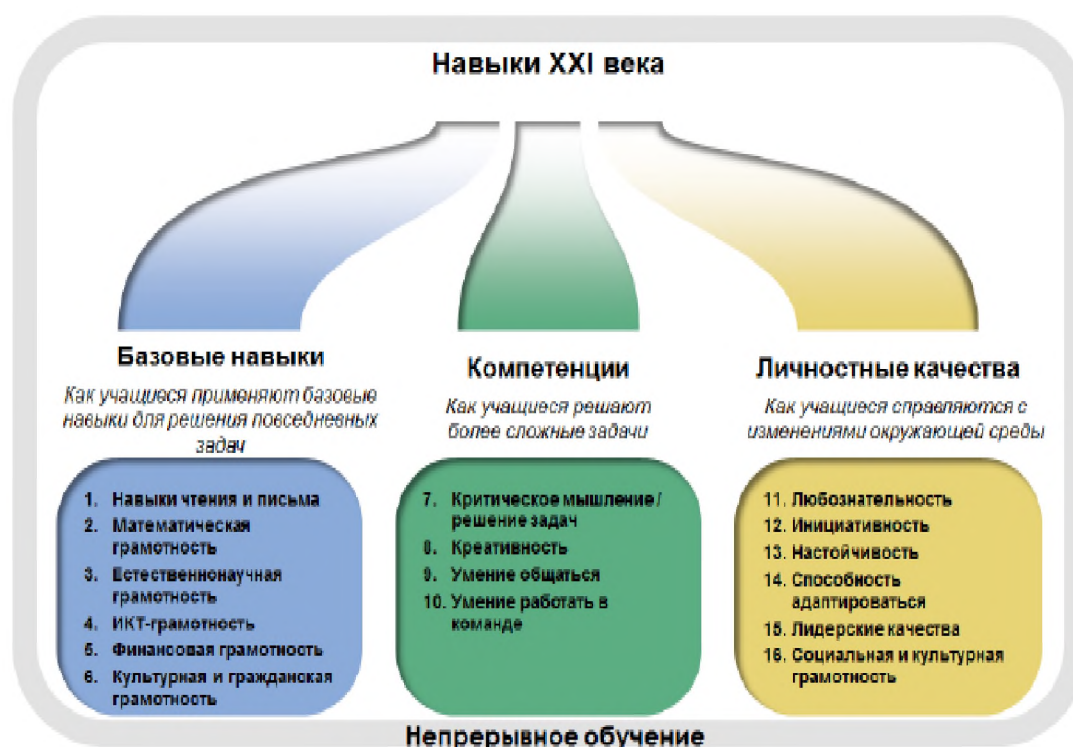 Навыки XXI века
Базовые навыки
Как учащиеся применяют базовые
навыки для решения повседневных
задач
1. Навыки чтения и письма
2. Математическая
грамотность
3. Естественнонаучная
грамотность
4. ИКТ-грамотность
5. Финансовая грамотность
6. Культурная и гражданская
грамотность
Компетенции
Как учащиеся решают
более сложные задачи
7. Критическое мышление /
решение задач
8. Креативность
9. Умение общаться
10. Умение работать в
команде
Личностные качества
Как учащиеся справляются с
изменениями окружающей среды
11. Любознательность
12. Инициативность
13. Настойчивость
14. Способность
адаптироваться
15. Лидерские качества
16. Социальная и культурная
грамотность
Непрерывное обучение